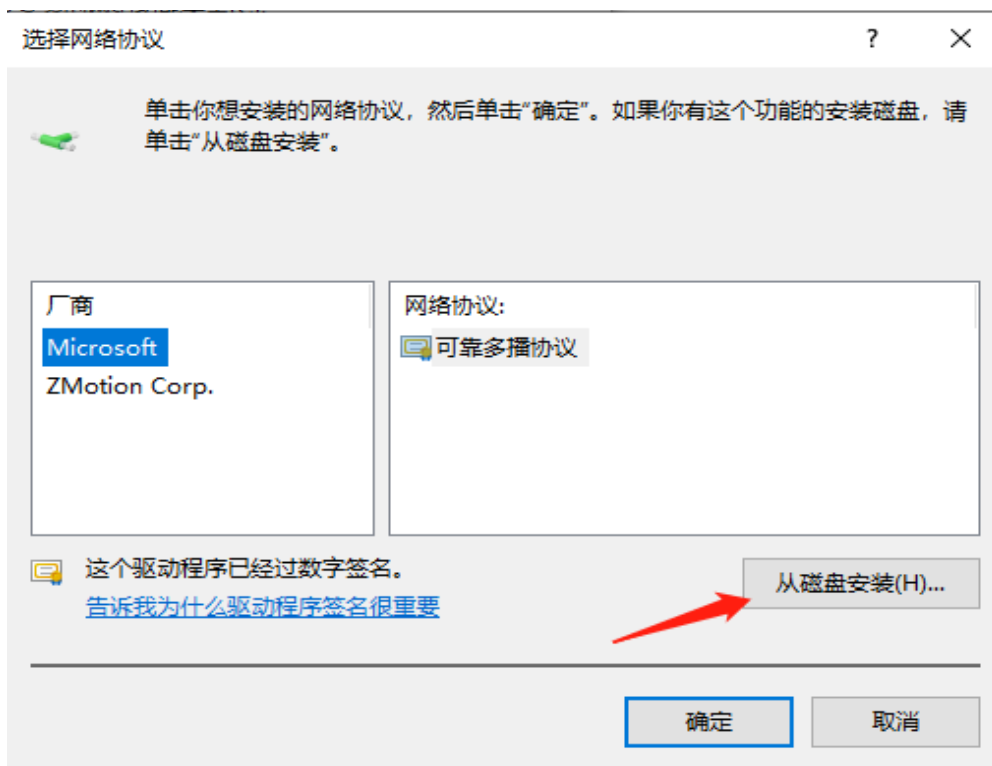 选择网络协议
?
单击你想安装的网络协议，然后单击“确定”。如果你有这个功能的安装磁盘，请
单击“从磁盘安装”。
厂商
Microsoft
ZMotion Corp.
网络协议:
可靠多播协议
这个驱动程序已经过数字签名。
告诉我为什么驱动程序签名很重要
从磁盘安装(H)...
确定
取消